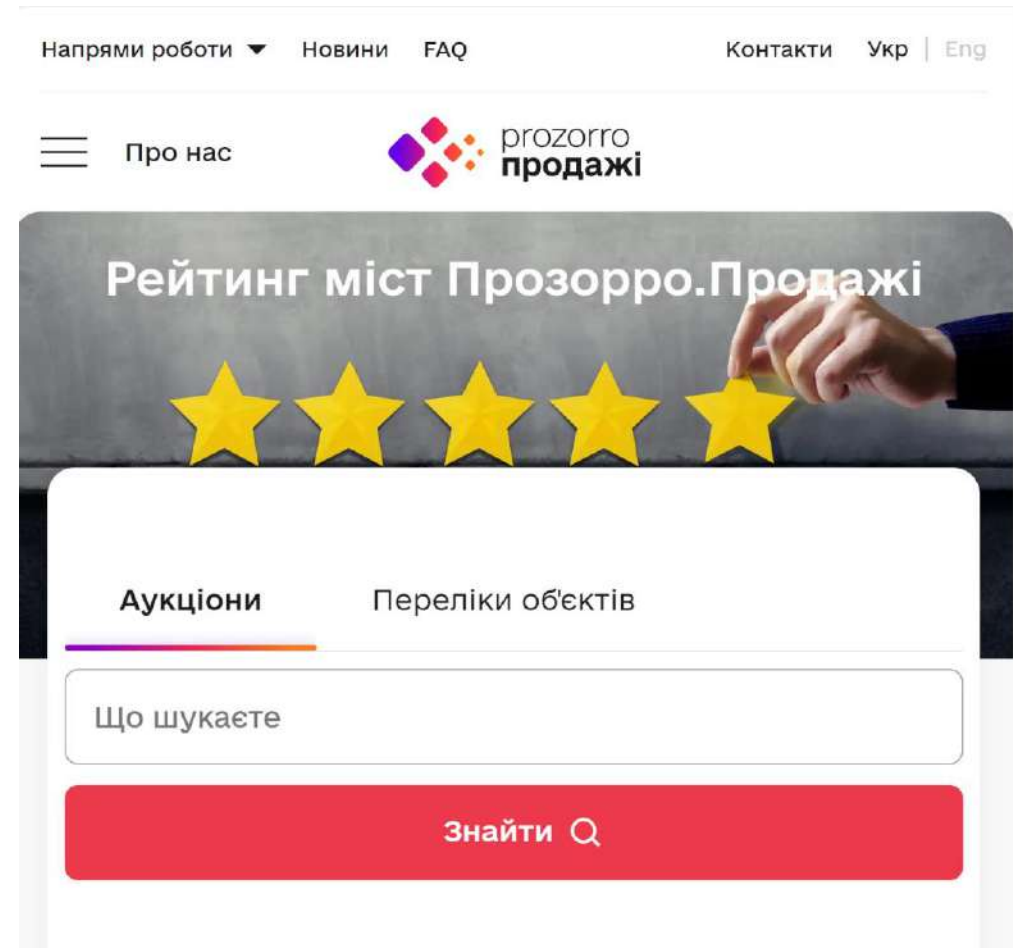 Напрями роботи Новини FAQ Контакти Укр | Eng
Про нас
prozorro
продажі
Рейтинг міст Прозорро.Продажі
Аукціони Переліки об'єктів
Що шукаєте
Знайти